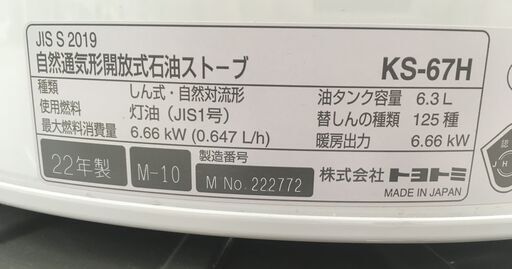 JIS S 2019
自然通気形開放式石油ストーブ KS-67H
種類 しん式・自然対流形 油タンク容量 6.3 L
使用燃料 灯油 (JIS1号) 替しんの種類 125 種
最大燃料消費量 6.66 kW (0.647 L/h) 暖房出力 6.66 kW
22年製 M-10 製造番号
M No. 222772 株式会社 トヨトミ
MADE IN JAPAN
認
J H